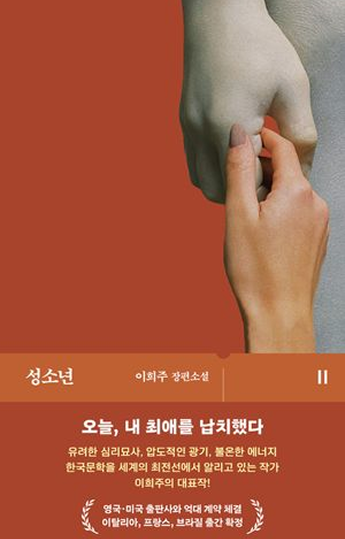 성소년
이희주 장편소설
오늘, 내 최애를 납치했다
유려한 심리묘사, 압도적인 광기, 불온한 에너지
한국문학을 세계의 최전선에서 알리고 있는 작가
이희주의 대표작!
영국·미국 출판사와 억대 계약 체결
이탈리아, 프랑스, 브라질 출간 확정